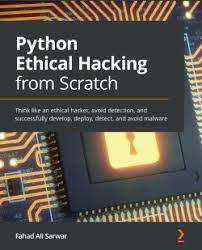 Python
Ethical Hacking
from Scratch
Think like an ethical hacker, avoid detection, and
successfully develop, deploy, detect, and avoid malware
Fahad Ali Sarwar